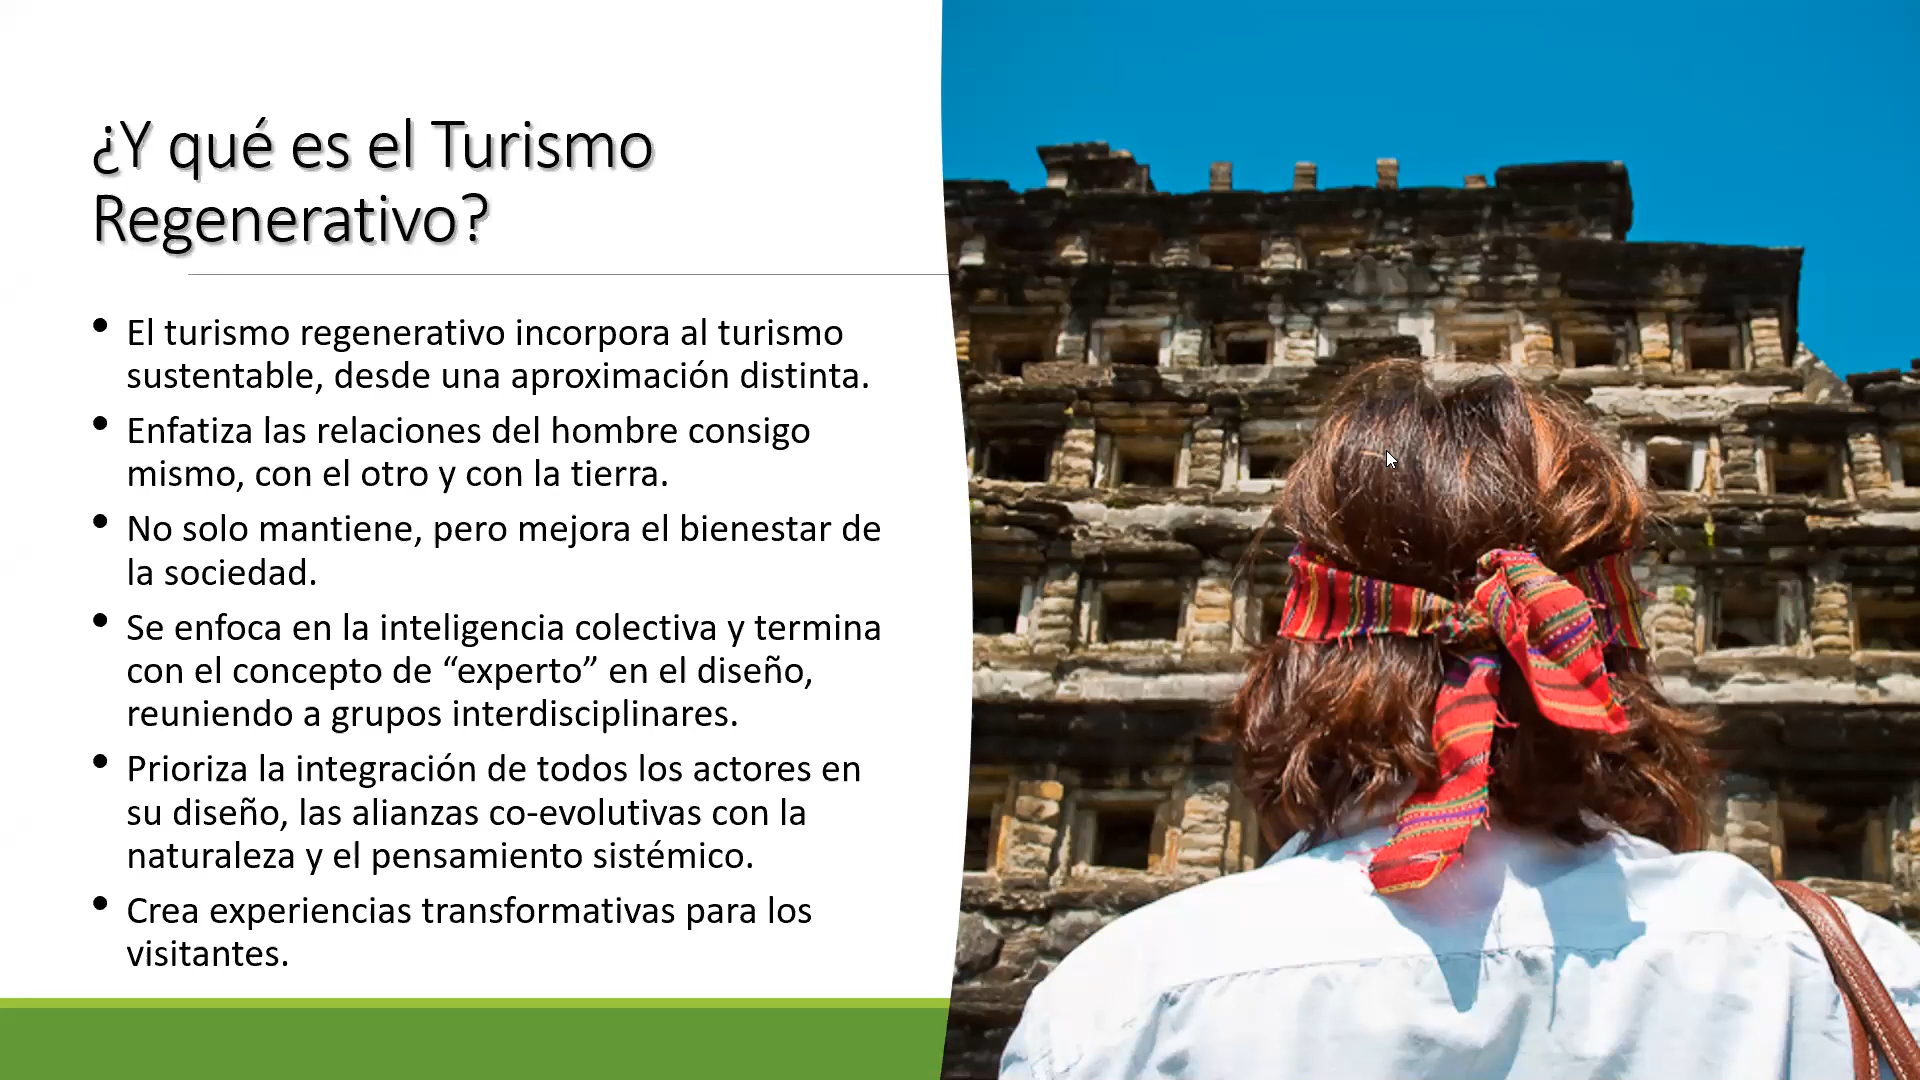 ¿Y qué es el Turismo
Regenerativo?
• El turismo regenerativo incorpora al turismo
sustentable, desde una aproximación distinta.
• Enfatiza las relaciones del hombre consigo
mismo, con el otro y con la tierra.
• No solo mantiene, pero mejora el bienestar de
la sociedad.
• Se enfoca en la inteligencia colectiva y termina
con el concepto de “experto” en el diseño,
reuniendo a grupos interdisciplinares.
• Prioriza la integración de todos los actores en
su diseño, las alianzas co-evolutivas con la
naturaleza y el pensamiento sistémico.
• Crea experiencias transformativas para los
visitantes.